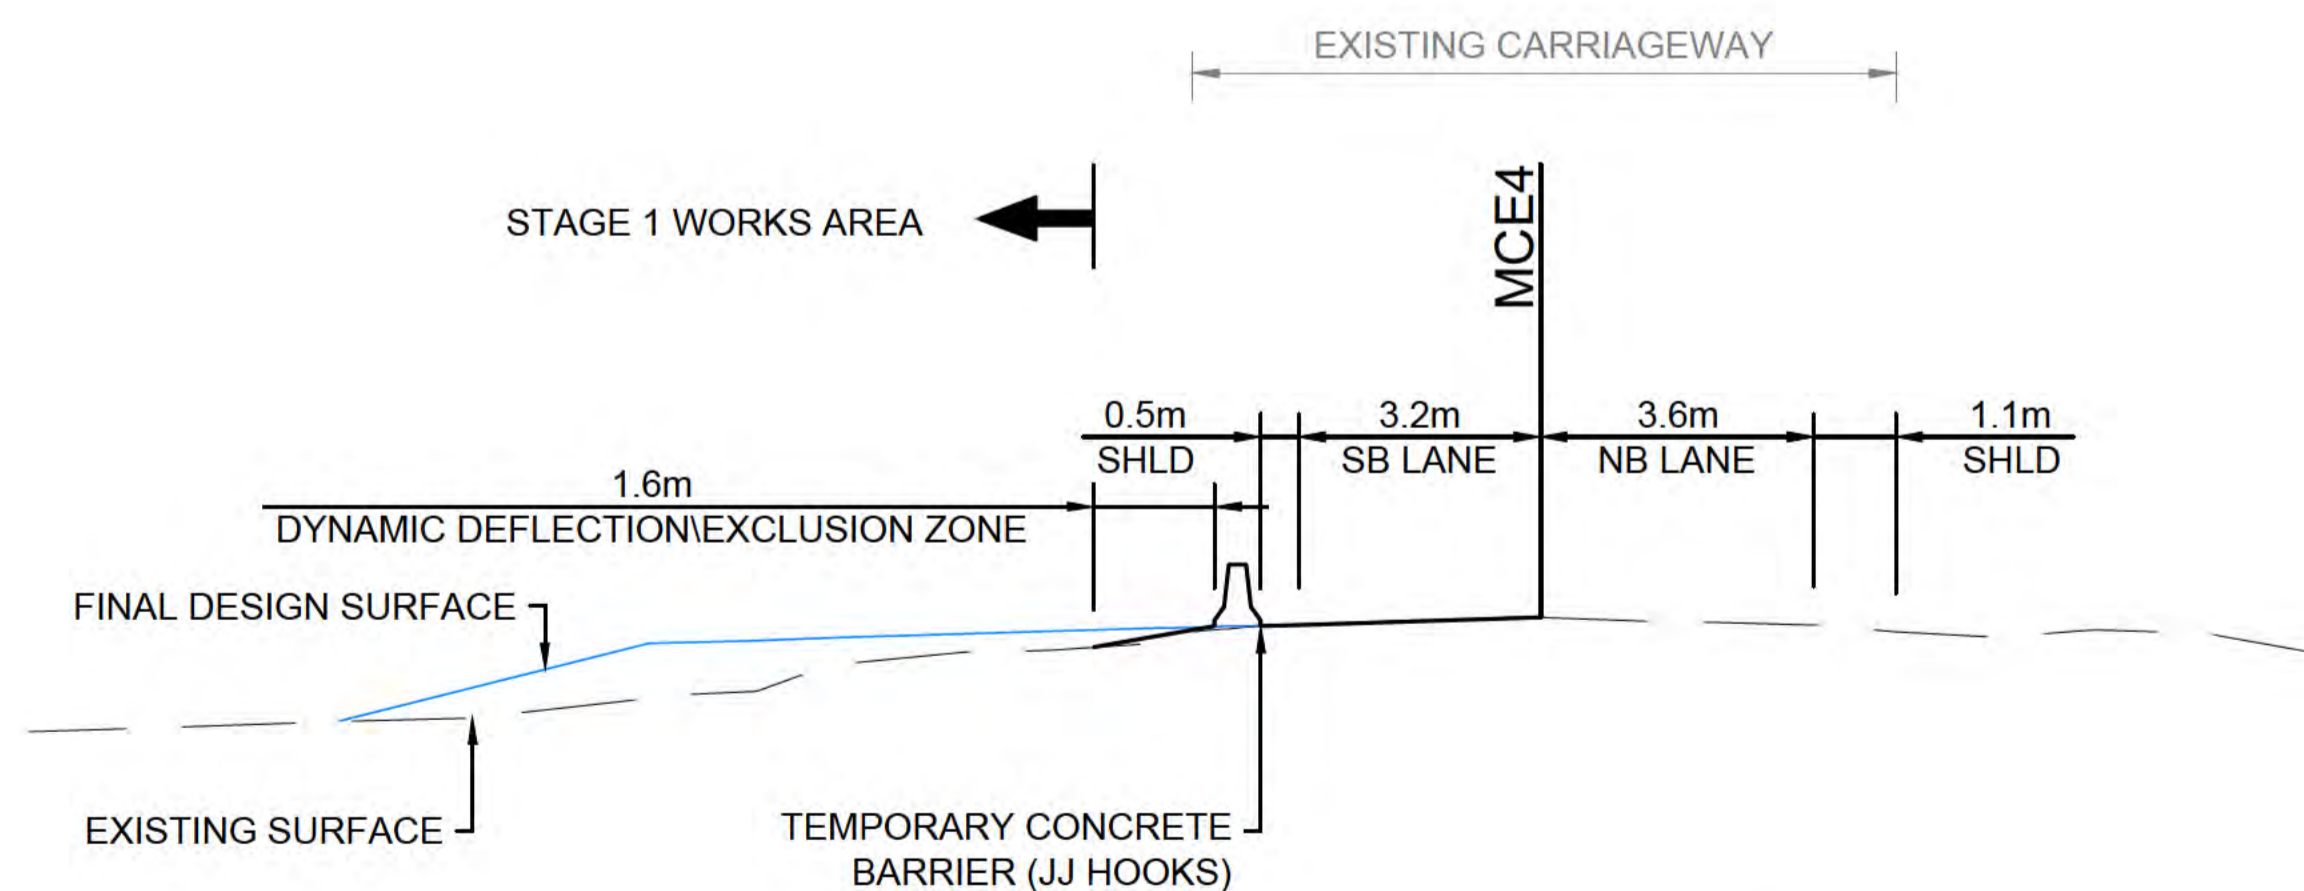 EXISTING CARRIAGEWAY
STAGE 1 WORKS AREA
MCE4
0.5m
SHLD
3.2m
SB LANE
3.6m
NB LANE
1.1m
SHLD
1.6m
DYNAMIC DEFLECTION\EXCLUSION ZONE
FINAL DESIGN SURFACE
EXISTING SURFACE
TEMPORARY CONCRETE
BARRIER (JJ HOOKS)